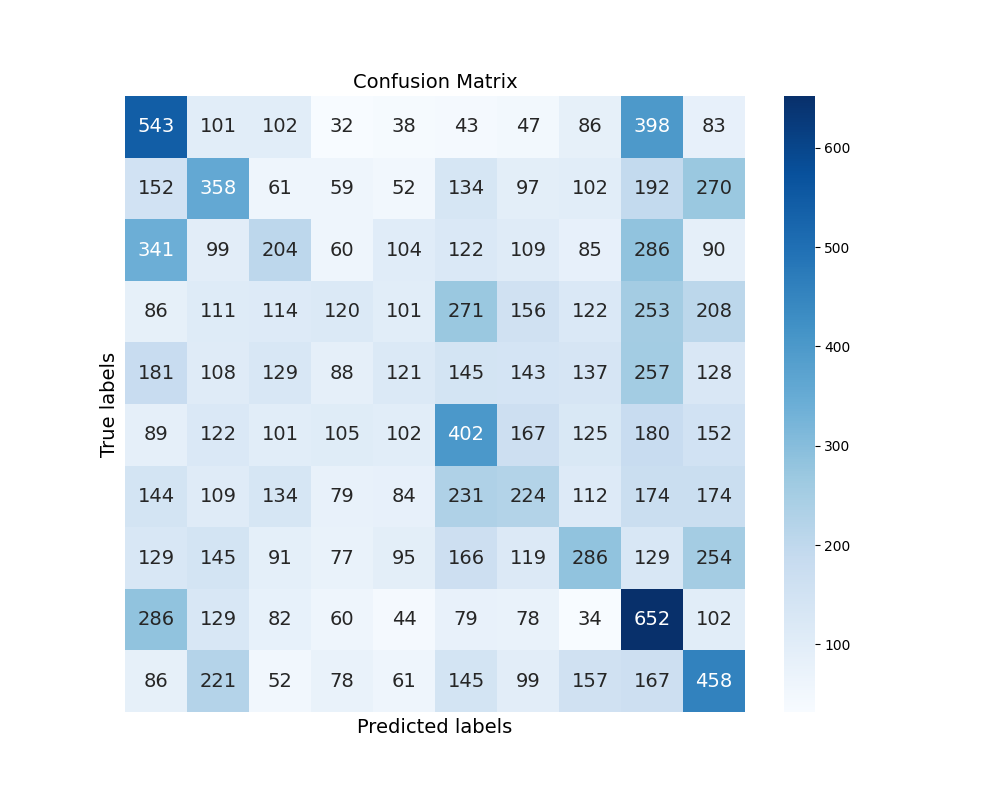 Confusion Matrix
543 101 102 32 38 43 47 86 398 83
152 358 61 59 52 134 97 102 192 270
341 99 204 60 104 122 109 85 286 90
86 111 114 120 101 271 156 122 253 208
181 108 129 88 121 145 143 137 257 128
89 122 101 105 102 402 167 125 180 152
144 109 134 79 84 231 224 112 174 174
129 145 91 77 95 166 119 286 129 254
286 129 82 60 44 79 78 34 652 102
86 221 52 78 61 145 99 157 167 458
True labels
Predicted labels
600
500
400
300
200
100